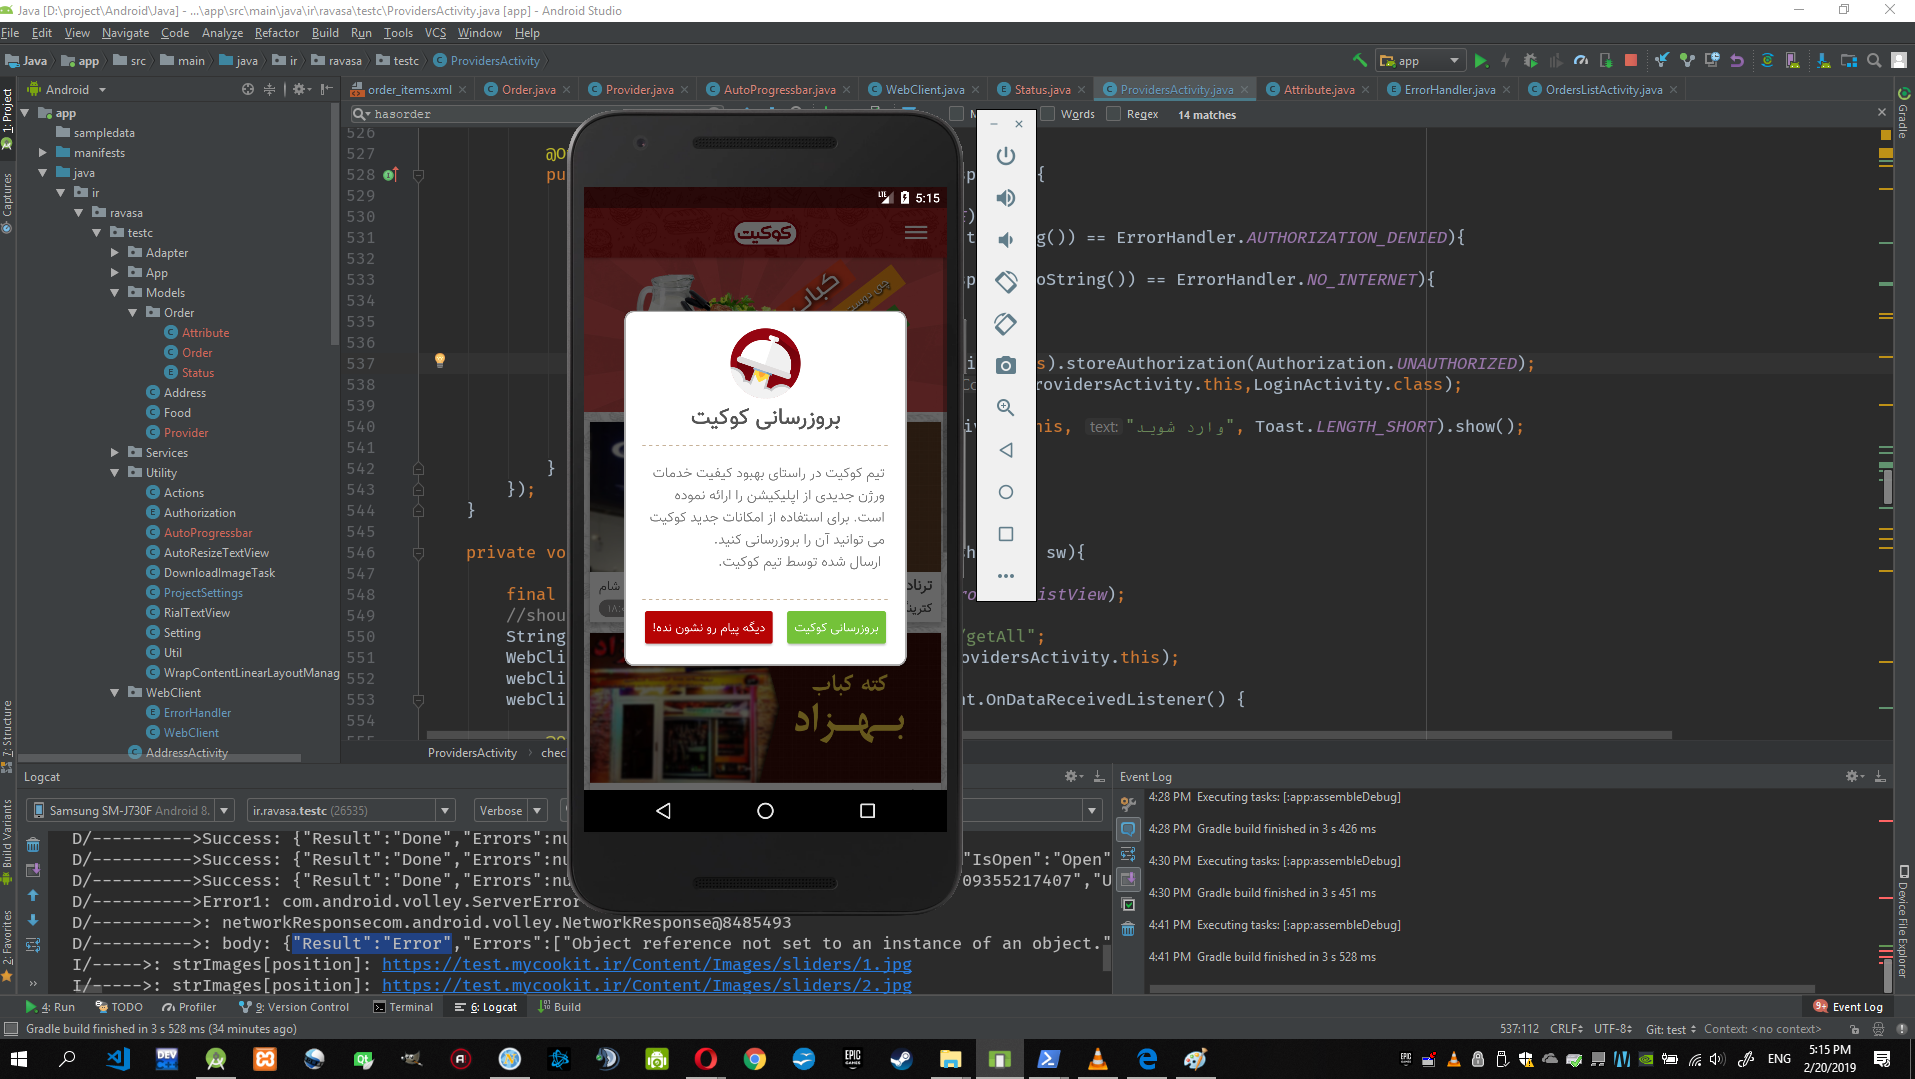 Java [D:\project\Android\Java] - ...\app\src\main\java\ir\ravasa\testc\ProvidersActivity.java [app] - Android Studio
File Edit View Navigate Code Analyze Refactor Build Run Tools VCS Window Help
Java app src main java ir ravasa testc ProvidersActivity
app
Android
order_items.xml Order.java Provider.java AutoProgressbar.java WebClient.java Status.java ProvidersActivity.java Attribute.java ErrorHandler.java OrdersListActivity.java
hasorder
Words Regex 14 matches
1: Project
Captures
7: Structure
Build Variants
2: Favorites
Gradle
Device File Explorer
app
sampledata
manifests
java
ir
ravasa
testc
Adapter
App
Models
Order
Attribute
Order
Status
Address
Food
Provider
Services
Utility
Actions
Authorization
AutoProgressbar
AutoResizeTextView
DownloadImageTask
ProjectSettings
RialTextView
Setting
Util
WrapContentLinearLayoutManag
WebClient
ErrorHandler
WebClient
AddressActivity
526
527 @O
528 pu sp {
529
530 )
531 g()) == ErrorHandler.AUTHORIZATION_DENIED){
532
533 oString()) == ErrorHandler.NO_INTERNET){
534
535
536
537 s).storeAuthorization(Authorization.UNAUTHORIZED);
538 rovidersActivity.this,LoginActivity.class);
539
540 his, text: "وارد شوید", Toast.LENGTH_SHORT).show();
541
542 }
543 });
544 }
545
546 private vo sw){
547
548 final istView);
549 //shou
550 String /getAll";
551 WebCli ovidersActivity.this);
552 webCli
553 webCli nt.OnDataReceivedListener() {
554
ProvidersActivity chec
LTE 5:15
کوکیت
کباب
چی دوست
بروزرسانی کوکیت
تیم کوکیت در راستای بهبود کیفیت خدمات
ورژن جدیدی از اپلیکیشن را ارائه نموده
است. برای استفاده از امکانات جدید کوکیت
می توانید آن را بروزرسانی کنید.
ارسال شده توسط تیم کوکیت.
بروزرسانی کوکیت
دیگه پیام رو نشون نده!
شام
کته کباب
بهزاد
Logcat
Samsung SM-J730F Android 8. ir.ravasa.testc (26535) Verbose
D/---------->Success: {"Result":"Done","Errors":nu
D/---------->Success: {"Result":"Done","Errors":nu "IsOpen":"Open"
D/---------->Success: {"Result":"Done","Errors":nu 09355217407","U
D/---------->Error1: com.android.volley.ServerError
D/---------->: networkResponsecom.android.volley.NetworkResponse@8485493
D/---------->: body: {"Result":"Error","Errors":["Object reference not set to an instance of an object."
I/----->: strImages[position]: https://test.mycookit.ir/Content/Images/sliders/1.jpg
I/----->: strImages[position]: https://test.mycookit.ir/Content/Images/sliders/2.jpg
Event Log
4:28 PM Executing tasks: [:app:assembleDebug]
4:28 PM Gradle build finished in 3 s 426 ms
4:30 PM Executing tasks: [:app:assembleDebug]
4:30 PM Gradle build finished in 3 s 451 ms
4:41 PM Executing tasks: [:app:assembleDebug]
4:41 PM Gradle build finished in 3 s 528 ms
4: Run TODO Profiler 9: Version Control Terminal 6: Logcat Build 9+ Event Log
Gradle build finished in 3 s 528 ms (34 minutes ago) 537:112 CRLF UTF-8 Git: test Context: <no context>
DEV
Qt
EPIC GAMES
ENG
5:15 PM
2/20/2019